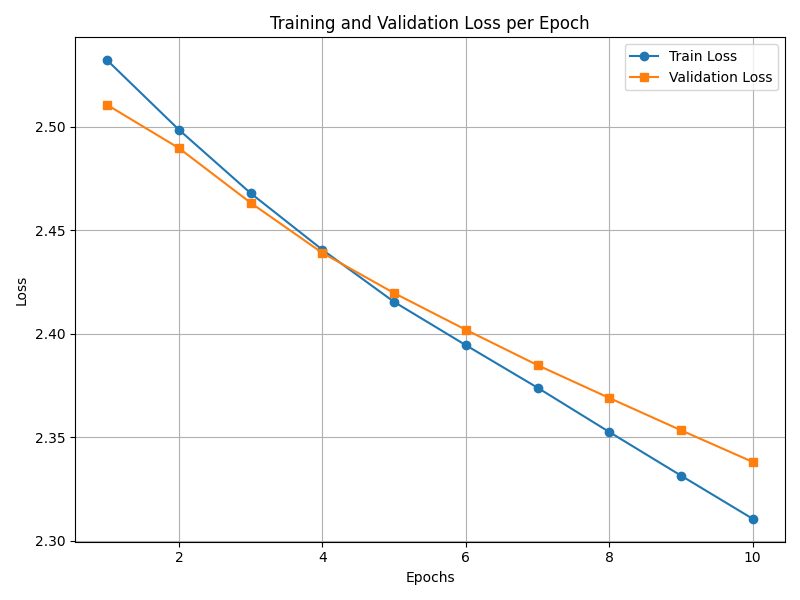 Training and Validation Loss per Epoch
Train Loss
Validation Loss
2.50
2.45
2.40
2.35
2.30
Loss
2 4 6 8 10
Epochs